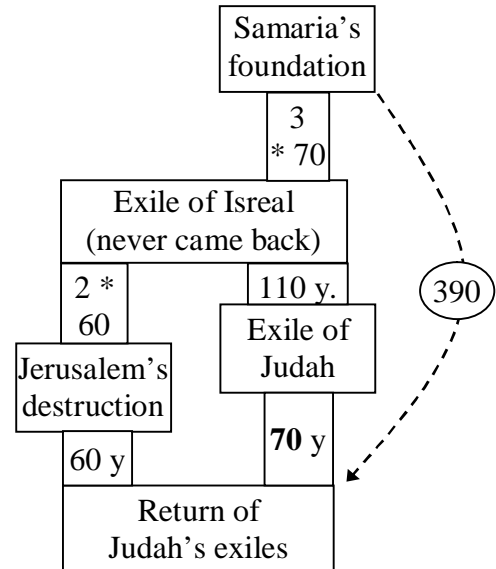 Samaria's
foundation
3
* 70
Exile of Isreal
(never came back)
2 *
60
110 y.
390
Exile of
Judah
Jerusalem's
destruction
60 y
70 y
Return of
Judah's exiles